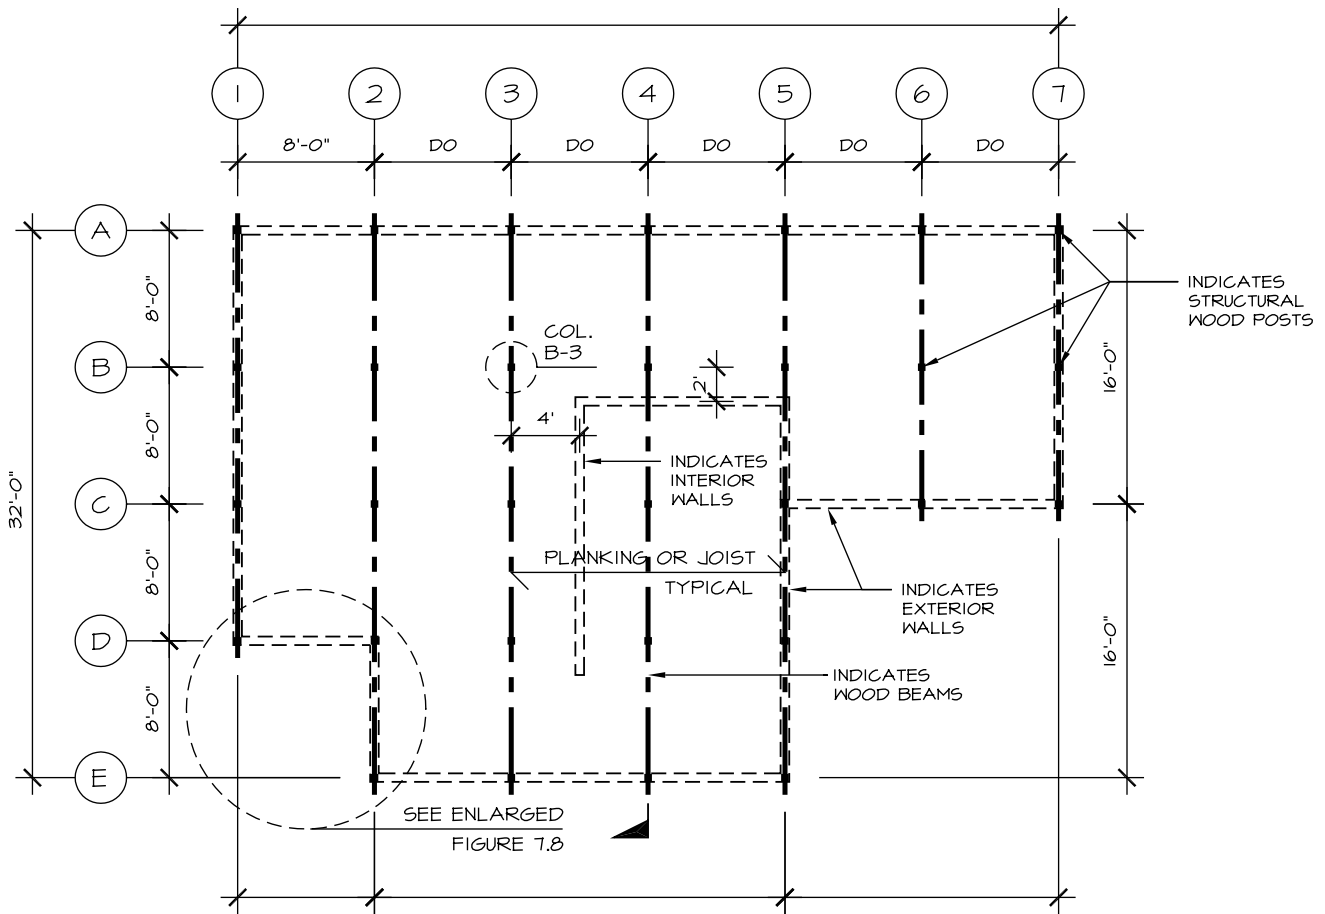 1 2 3 4 5 6 7
8'-0" DO DO DO DO DO
A
B
C
D
E
8'-0"
8'-0"
8'-0"
8'-0"
32'-0"
COL.
B-3
2'
4'
INDICATES
STRUCTURAL
WOOD POSTS
16'-0"
INDICATES
INTERIOR
WALLS
PLANKING OR JOIST
TYPICAL
INDICATES
EXTERIOR
WALLS
16'-0"
INDICATES
WOOD BEAMS
SEE ENLARGED
FIGURE 7.8